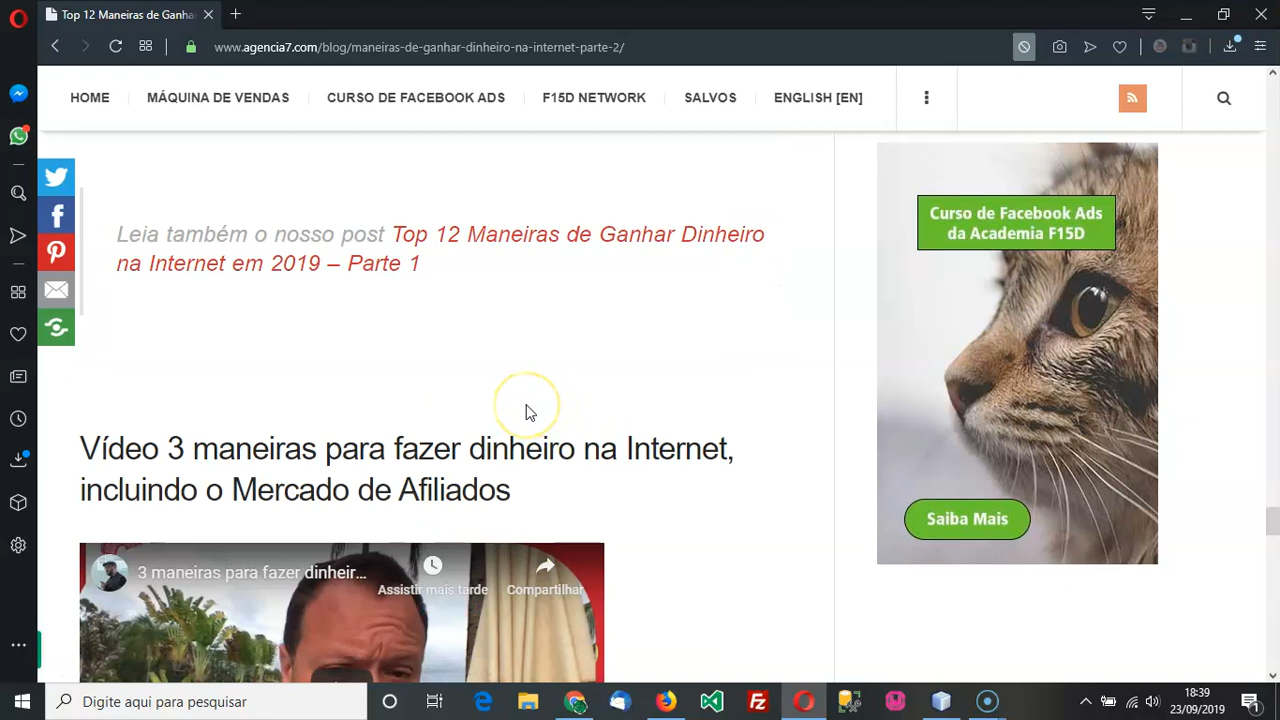 Top 12 Maneiras de Ganha
www.agencia7.com/blog/maneiras-de-ganhar-dinheiro-na-internet-parte-2/
HOME
MÁQUINA DE VENDAS
CURSO DE FACEBOOK ADS
F15D NETWORK
SALVOS
ENGLISH [EN]
Leia também o nosso post Top 12 Maneiras de Ganhar Dinheiro
na Internet em 2019 – Parte 1
Curso de Facebook Ads
da Academia F15D
Saiba Mais
Vídeo 3 maneiras para fazer dinheiro na Internet,
incluindo o Mercado de Afiliados
3 maneiras para fazer dinheir...
Assistir mais tarde
Compartilhar
Digite aqui para pesquisar
18:39
23/09/2019
1